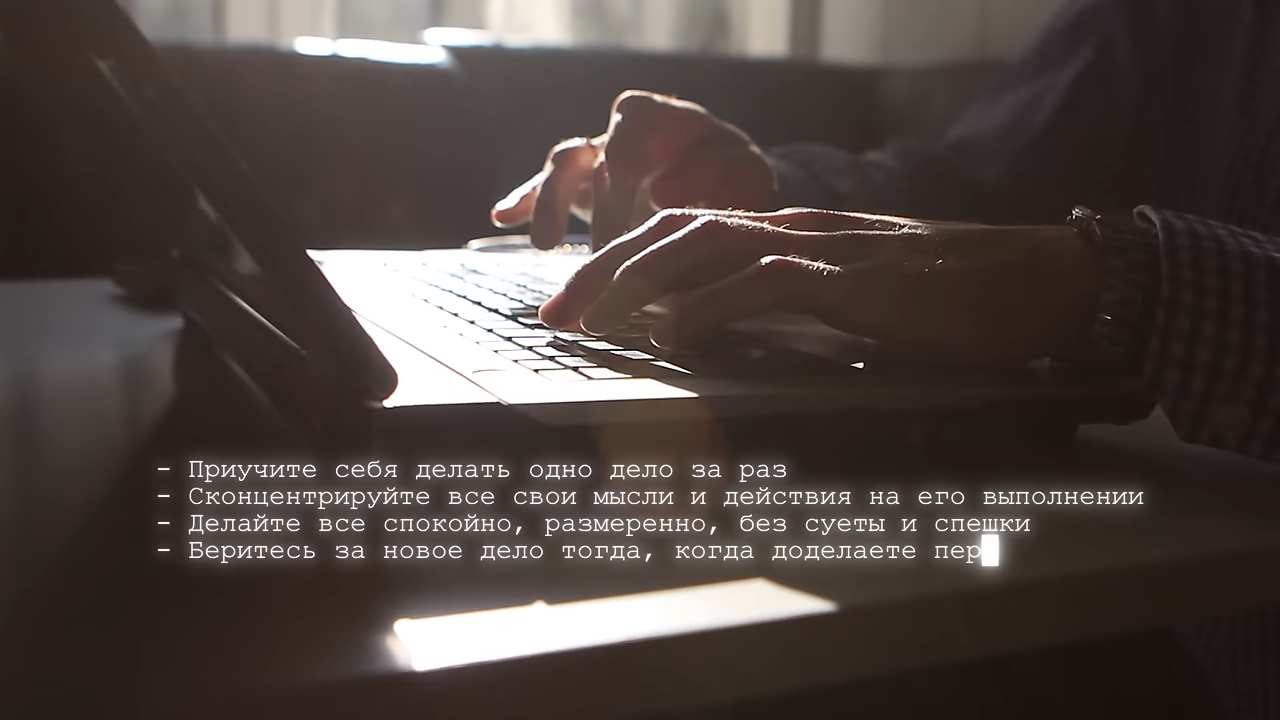 - Приучите себя делать одно дело за раз
- Сконцентрируйте все свои мысли и действия на его выполнении
- Делайте все спокойно, размеренно, без суеты и спешки
- Беритесь за новое дело тогда, когда доделаете пер